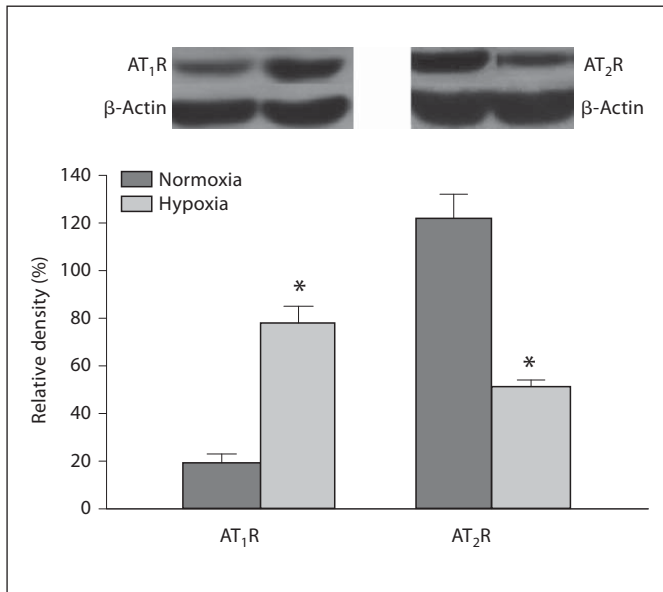 AT₁R
AT₂R
β-Actin
β-Actin
140
120
100
80
60
40
20
0
Relative density (%)
Normoxia
Hypoxia
*
*
AT₁R
AT₂R